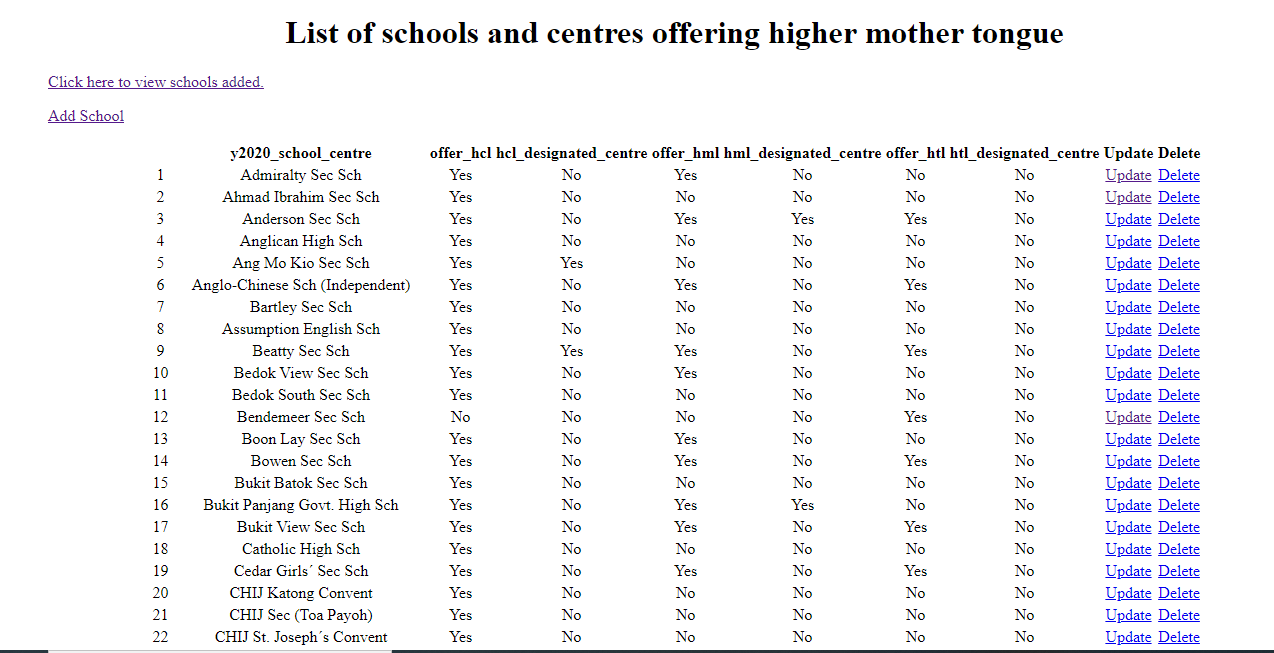 List of schools and centres offering higher mother tongue
Click here to view schools added.
Add School
y2020_school_centre offer_hcl hcl_designated_centre offer_hml hml_designated_centre offer_htl htl_designated_centre Update Delete
1 Admiralty Sec Sch Yes No Yes No No No Update Delete
2 Ahmad Ibrahim Sec Sch Yes No No No No No Update Delete
3 Anderson Sec Sch Yes No Yes Yes Yes No Update Delete
4 Anglican High Sch Yes No No No No No Update Delete
5 Ang Mo Kio Sec Sch Yes Yes No No No No Update Delete
6 Anglo-Chinese Sch (Independent) Yes No Yes No Yes No Update Delete
7 Bartley Sec Sch Yes No No No No No Update Delete
8 Assumption English Sch Yes No No No No No Update Delete
9 Beatty Sec Sch Yes Yes Yes No Yes No Update Delete
10 Bedok View Sec Sch Yes No Yes No No No Update Delete
11 Bedok South Sec Sch Yes No No No No No Update Delete
12 Bendemeer Sec Sch No No No No Yes No Update Delete
13 Boon Lay Sec Sch Yes No Yes No No No Update Delete
14 Bowen Sec Sch Yes No Yes No Yes No Update Delete
15 Bukit Batok Sec Sch Yes No No No No No Update Delete
16 Bukit Panjang Govt. High Sch Yes No Yes Yes No No Update Delete
17 Bukit View Sec Sch Yes No Yes No Yes No Update Delete
18 Catholic High Sch Yes No No No No No Update Delete
19 Cedar Girls´ Sec Sch Yes No Yes No Yes No Update Delete
20 CHIJ Katong Convent Yes No No No No No Update Delete
21 CHIJ Sec (Toa Payoh) Yes No No No No No Update Delete
22 CHIJ St. Joseph´s Convent Yes No No No No No Update Delete